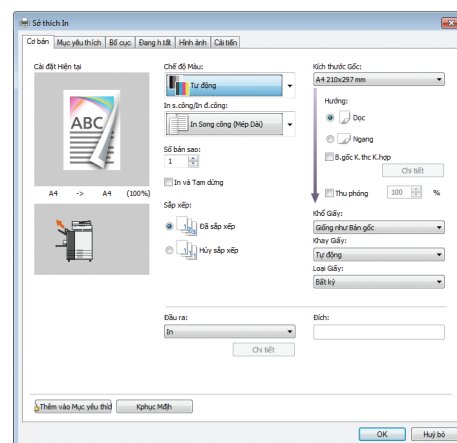 Sở thích In
Cơ bản
Mục yêu thích
Bố cục
Đang h.tất
Hình ảnh
Cải tiến
Cài đặt Hiện tại
ABC
A4 -> A4 (100%)
Chế độ Màu:
Tự động
In s.công/In đ.công:
In Song công (Mép Dài)
Số bản sao:
1
In và Tạm dừng
Sắp xếp:
Đã sắp xếp
Hủy sắp xếp
Kích thước Gốc:
A4 210x297 mm
Hướng:
Dọc
Ngang
B.gốc K.thc K.hợp
Chi tiết
Thu phóng 100 %
Khổ Giấy:
Giống như Bản gốc
Khay Giấy:
Tự động
Loại Giấy:
Bất kỳ
Đầu ra:
In
Chi tiết
Đích:
Thêm vào Mục yêu thíc
Kphục Mđịh
OK
Huỷ bỏ